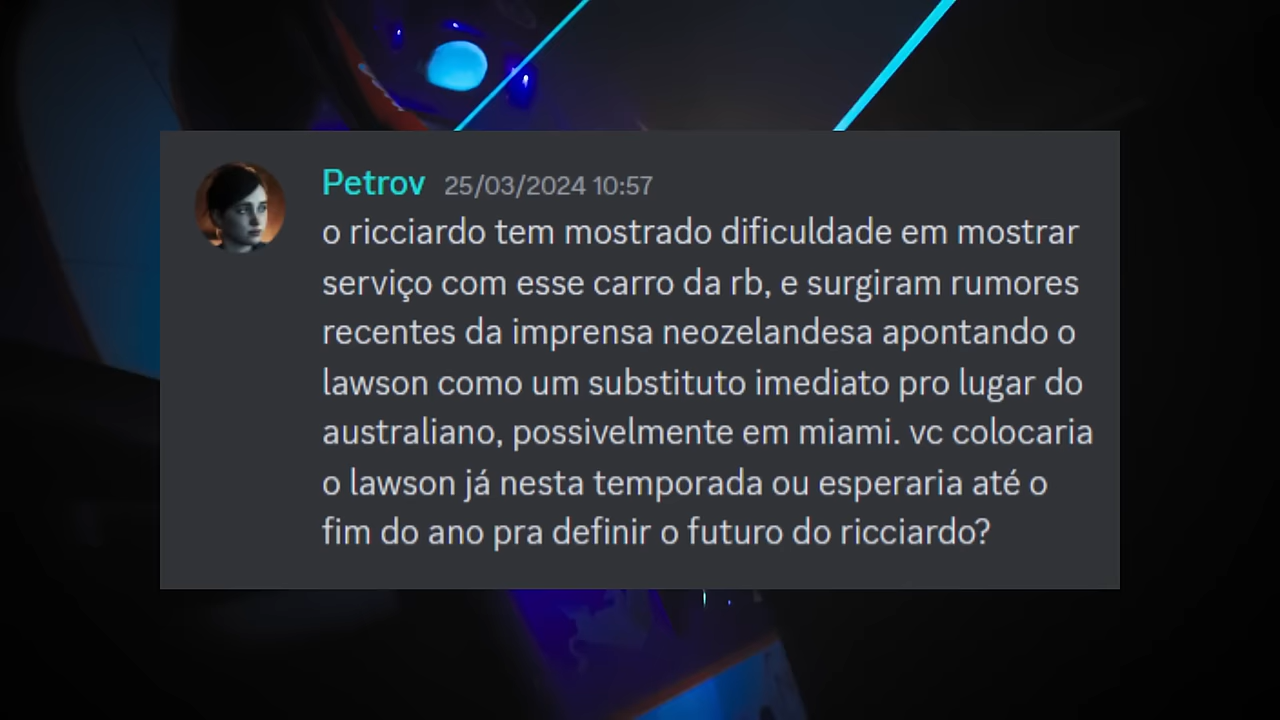 Petrov 25/03/2024 10:57
o ricciardo tem mostrado dificuldade em mostrar
serviço com esse carro da rb, e surgiram rumores
recentes da imprensa neozelandesa apontando o
lawson como um substituto imediato pro lugar do
australiano, possivelmente em miami. vc colocaria
o lawson já nesta temporada ou esperaria até o
fim do ano pra definir o futuro do ricciardo?